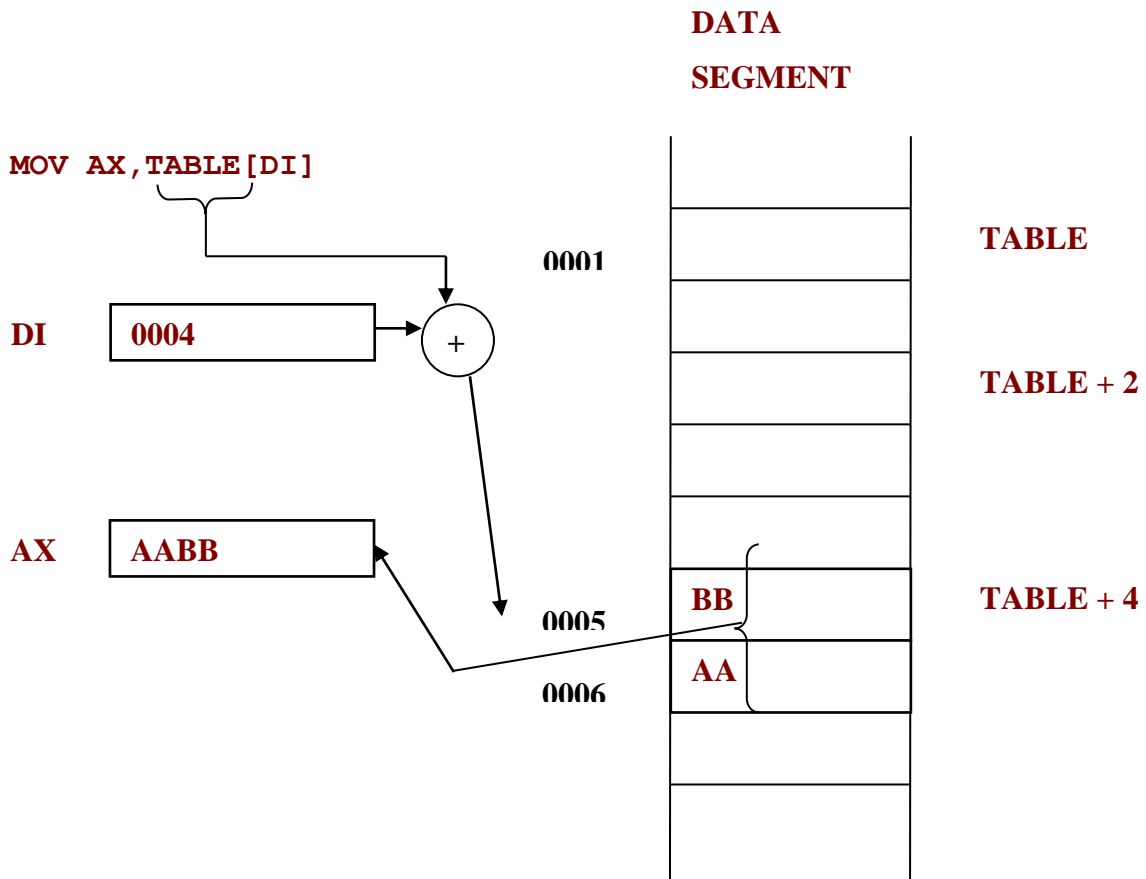 DATA
SEGMENT
MOV AX,TABLE[DI]
TABLE
0001
DI
0004
+
TABLE + 2
AX
AABB
0005
BB
TABLE + 4
0006
AA